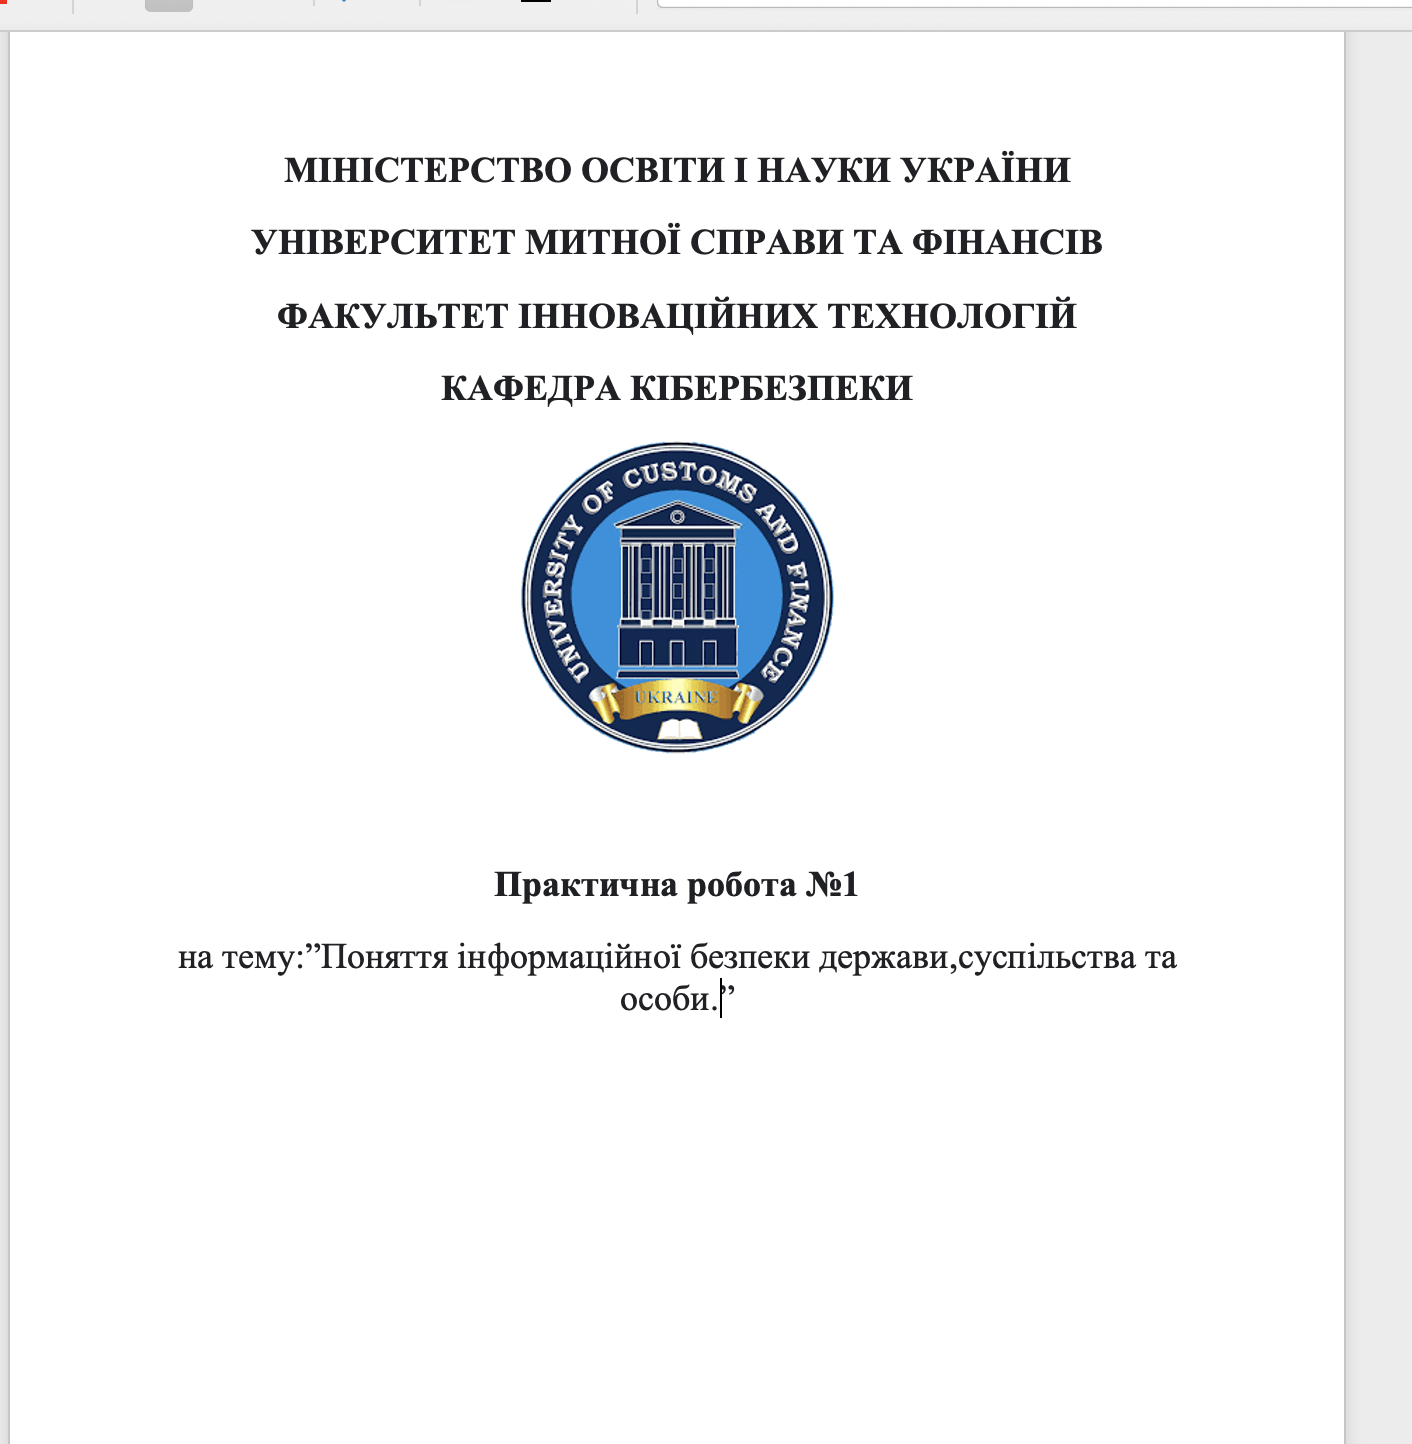 МІНІСТЕРСТВО ОСВІТИ І НАУКИ УКРАЇНИ
УНІВЕРСИТЕТ МИТНОЇ СПРАВИ ТА ФІНАНСІВ
ФАКУЛЬТЕТ ІННОВАЦІЙНИХ ТЕХНОЛОГІЙ
КАФЕДРА КІБЕРБЕЗПЕКИ
UNIVERSITY OF CUSTOMS AND FINANCE
UKRAINE
Практична робота №1
на тему:”Поняття інформаційної безпеки держави,суспільства та
особи.”